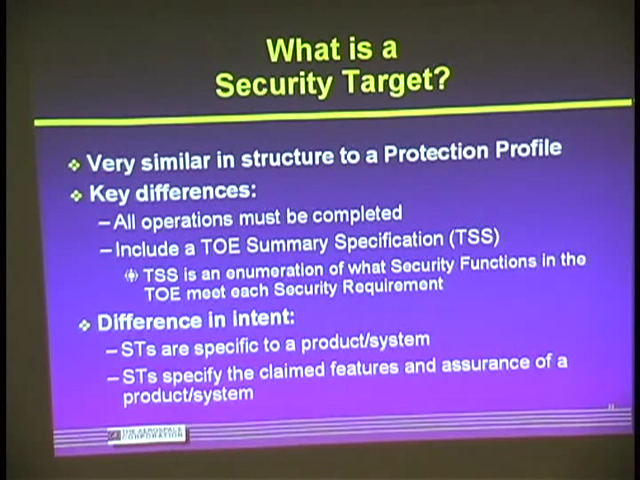 What is a
Security Target?
Very similar in structure to a Protection Profile
Key differences:
–All operations must be completed
–Include a TOE Summary Specification (TSS)
TSS is an enumeration of what Security Functions in the
TOE meet each Security Requirement
Difference in intent:
–STs are specific to a product/system
–STs specify the claimed features and assurance of a
product/system
THE AEROSPACE
CORPORATION